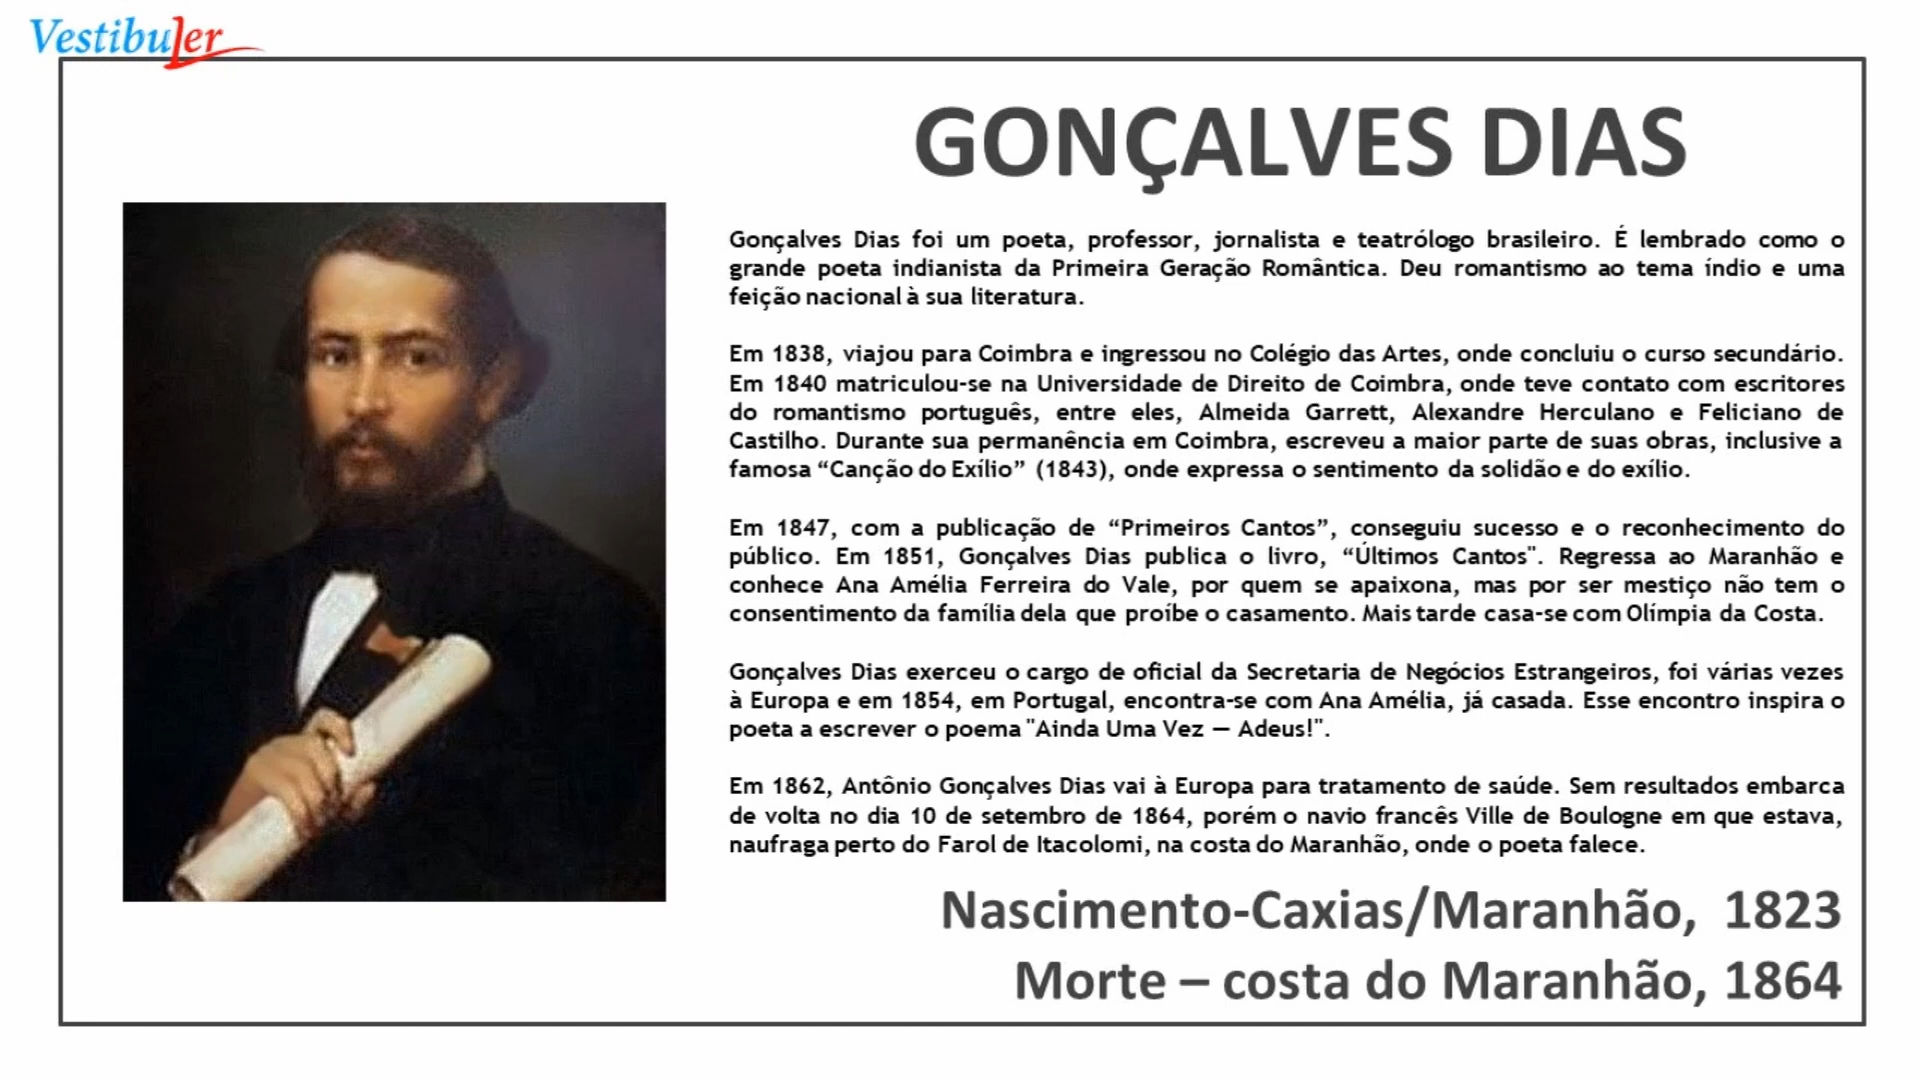 VestibuLer
GONÇALVES DIAS
Gonçalves Dias foi um poeta, professor, jornalista e teatrólogo brasileiro. É lembrado como o
grande poeta indianista da Primeira Geração Romântica. Deu romantismo ao tema índio e uma
feição nacional à sua literatura.
Em 1838, viajou para Coimbra e ingressou no Colégio das Artes, onde concluiu o curso secundário.
Em 1840 matriculou-se na Universidade de Direito de Coimbra, onde teve contato com escritores
do romantismo português, entre eles, Almeida Garrett, Alexandre Herculano e Feliciano de
Castilho. Durante sua permanência em Coimbra, escreveu a maior parte de suas obras, inclusive a
famosa “Canção do Exílio” (1843), onde expressa o sentimento da solidão e do exílio.
Em 1847, com a publicação de “Primeiros Cantos”, conseguiu sucesso e o reconhecimento do
público. Em 1851, Gonçalves Dias publica o livro, “Últimos Cantos". Regressa ao Maranhão e
conhece Ana Amélia Ferreira do Vale, por quem se apaixona, mas por ser mestiço não tem o
consentimento da família dela que proíbe o casamento. Mais tarde casa-se com Olímpia da Costa.
Gonçalves Dias exerceu o cargo de oficial da Secretaria de Negócios Estrangeiros, foi várias vezes
à Europa e em 1854, em Portugal, encontra-se com Ana Amélia, já casada. Esse encontro inspira o
poeta a escrever o poema "Ainda Uma Vez — Adeus!".
Em 1862, Antônio Gonçalves Dias vai à Europa para tratamento de saúde. Sem resultados embarca
de volta no dia 10 de setembro de 1864, porém o navio francês Ville de Boulogne em que estava,
naufraga perto do Farol de Itacolomi, na costa do Maranhão, onde o poeta falece.
Nascimento-Caxias/Maranhão, 1823
Morte – costa do Maranhão, 1864